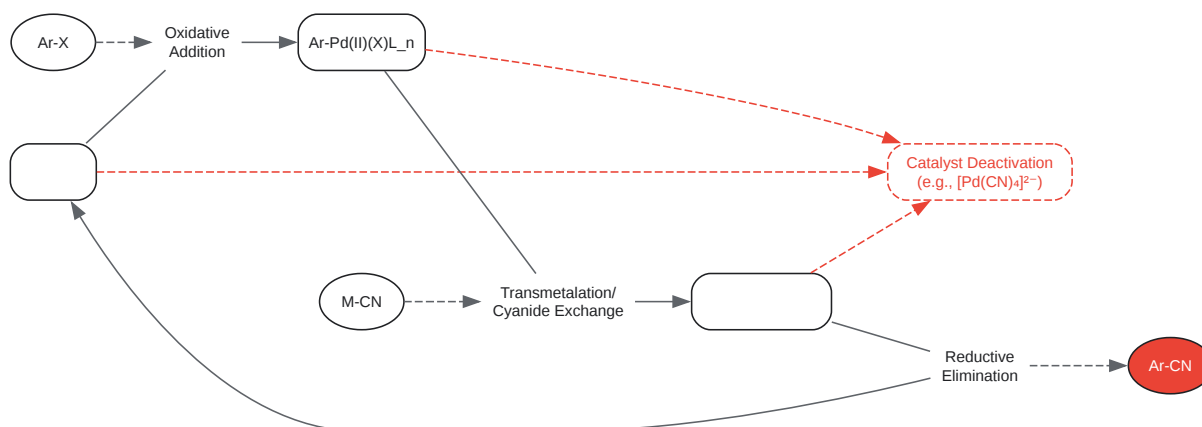 Ar-X
Oxidative
Addition
Ar-Pd(II)(X)L_n
Catalyst Deactivation
(e.g., [Pd(CN)₄]²⁻)
M-CN
Transmetalation/
Cyanide Exchange
Reductive
Elimination
Ar-CN